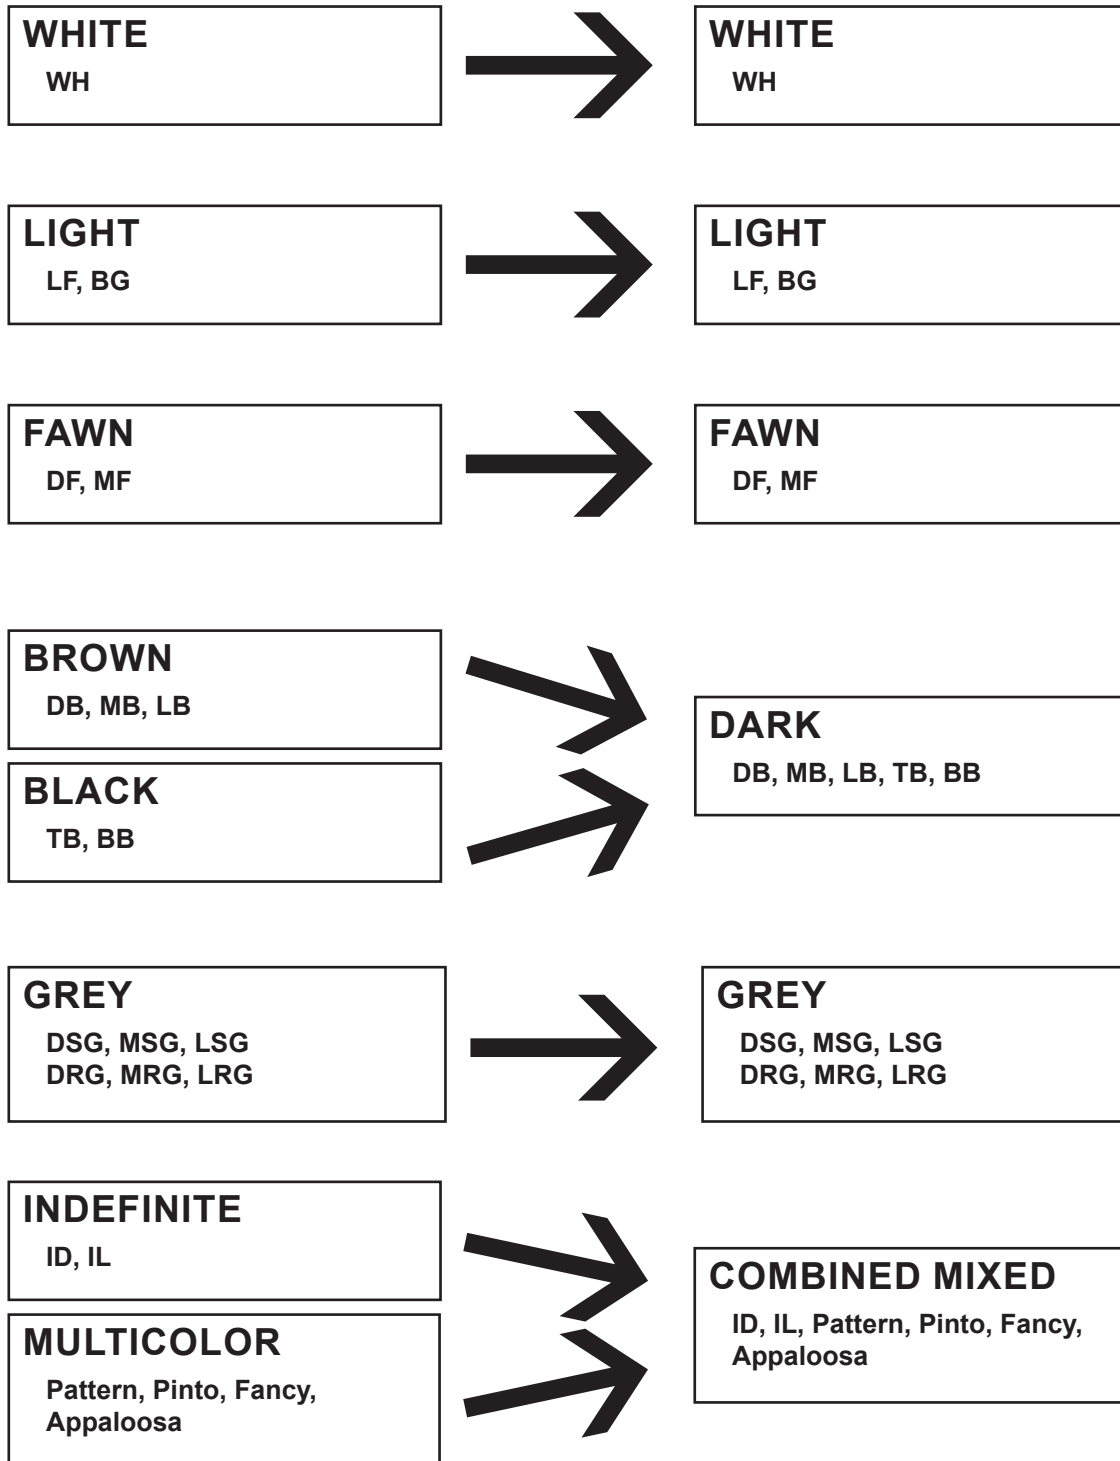 WHITE
WH
WHITE
WH
LIGHT
LF, BG
LIGHT
LF, BG
FAWN
DF, MF
FAWN
DF, MF
BROWN
DB, MB, LB
BLACK
TB, BB
DARK
DB, MB, LB, TB, BB
GREY
DSG, MSG, LSG
DRG, MRG, LRG
GREY
DSG, MSG, LSG
DRG, MRG, LRG
INDEFINITE
ID, IL
MULTICOLOR
Pattern, Pinto, Fancy,
Appaloosa
COMBINED MIXED
ID, IL, Pattern, Pinto, Fancy,
Appaloosa